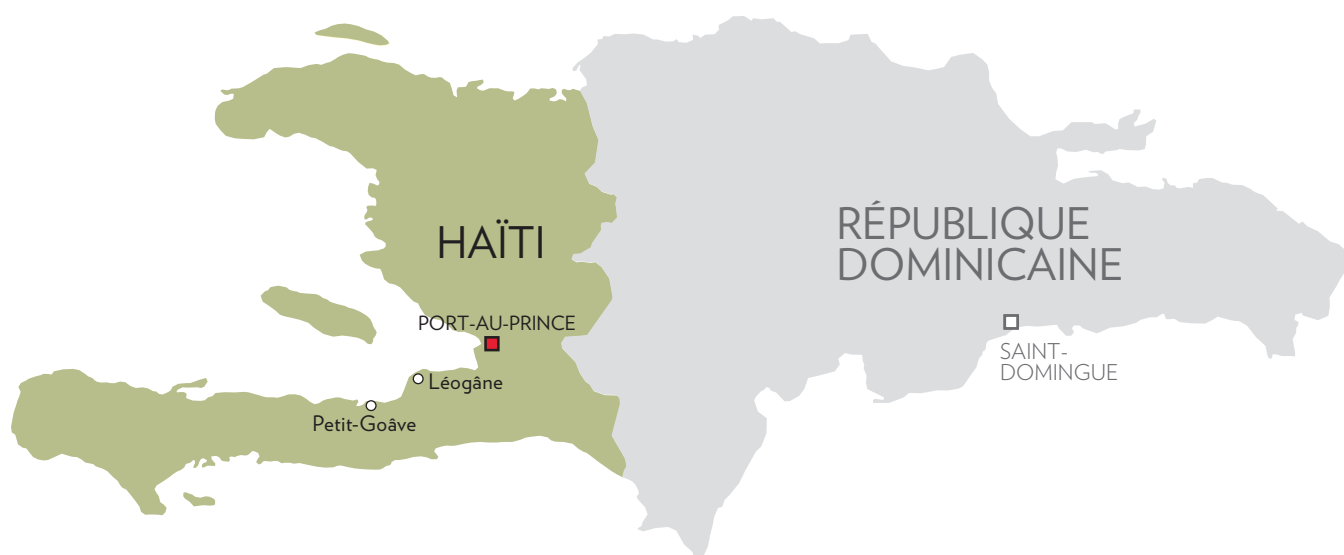 HAÏTI
RÉPUBLIQUE
DOMINICAINE
PORT-AU-PRINCE
SAINT-
DOMINGUE
Léogâne
Petit-Goâve